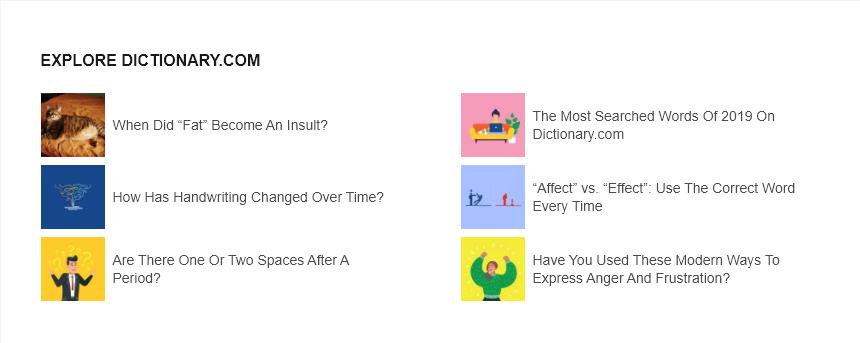 EXPLORE DICTIONARY.COM
When Did “Fat” Become An Insult?
How Has Handwriting Changed Over Time?
Are There One Or Two Spaces After A
Period?
The Most Searched Words Of 2019 On
Dictionary.com
“Affect” vs. “Effect”: Use The Correct Word
Every Time
Have You Used These Modern Ways To
Express Anger And Frustration?